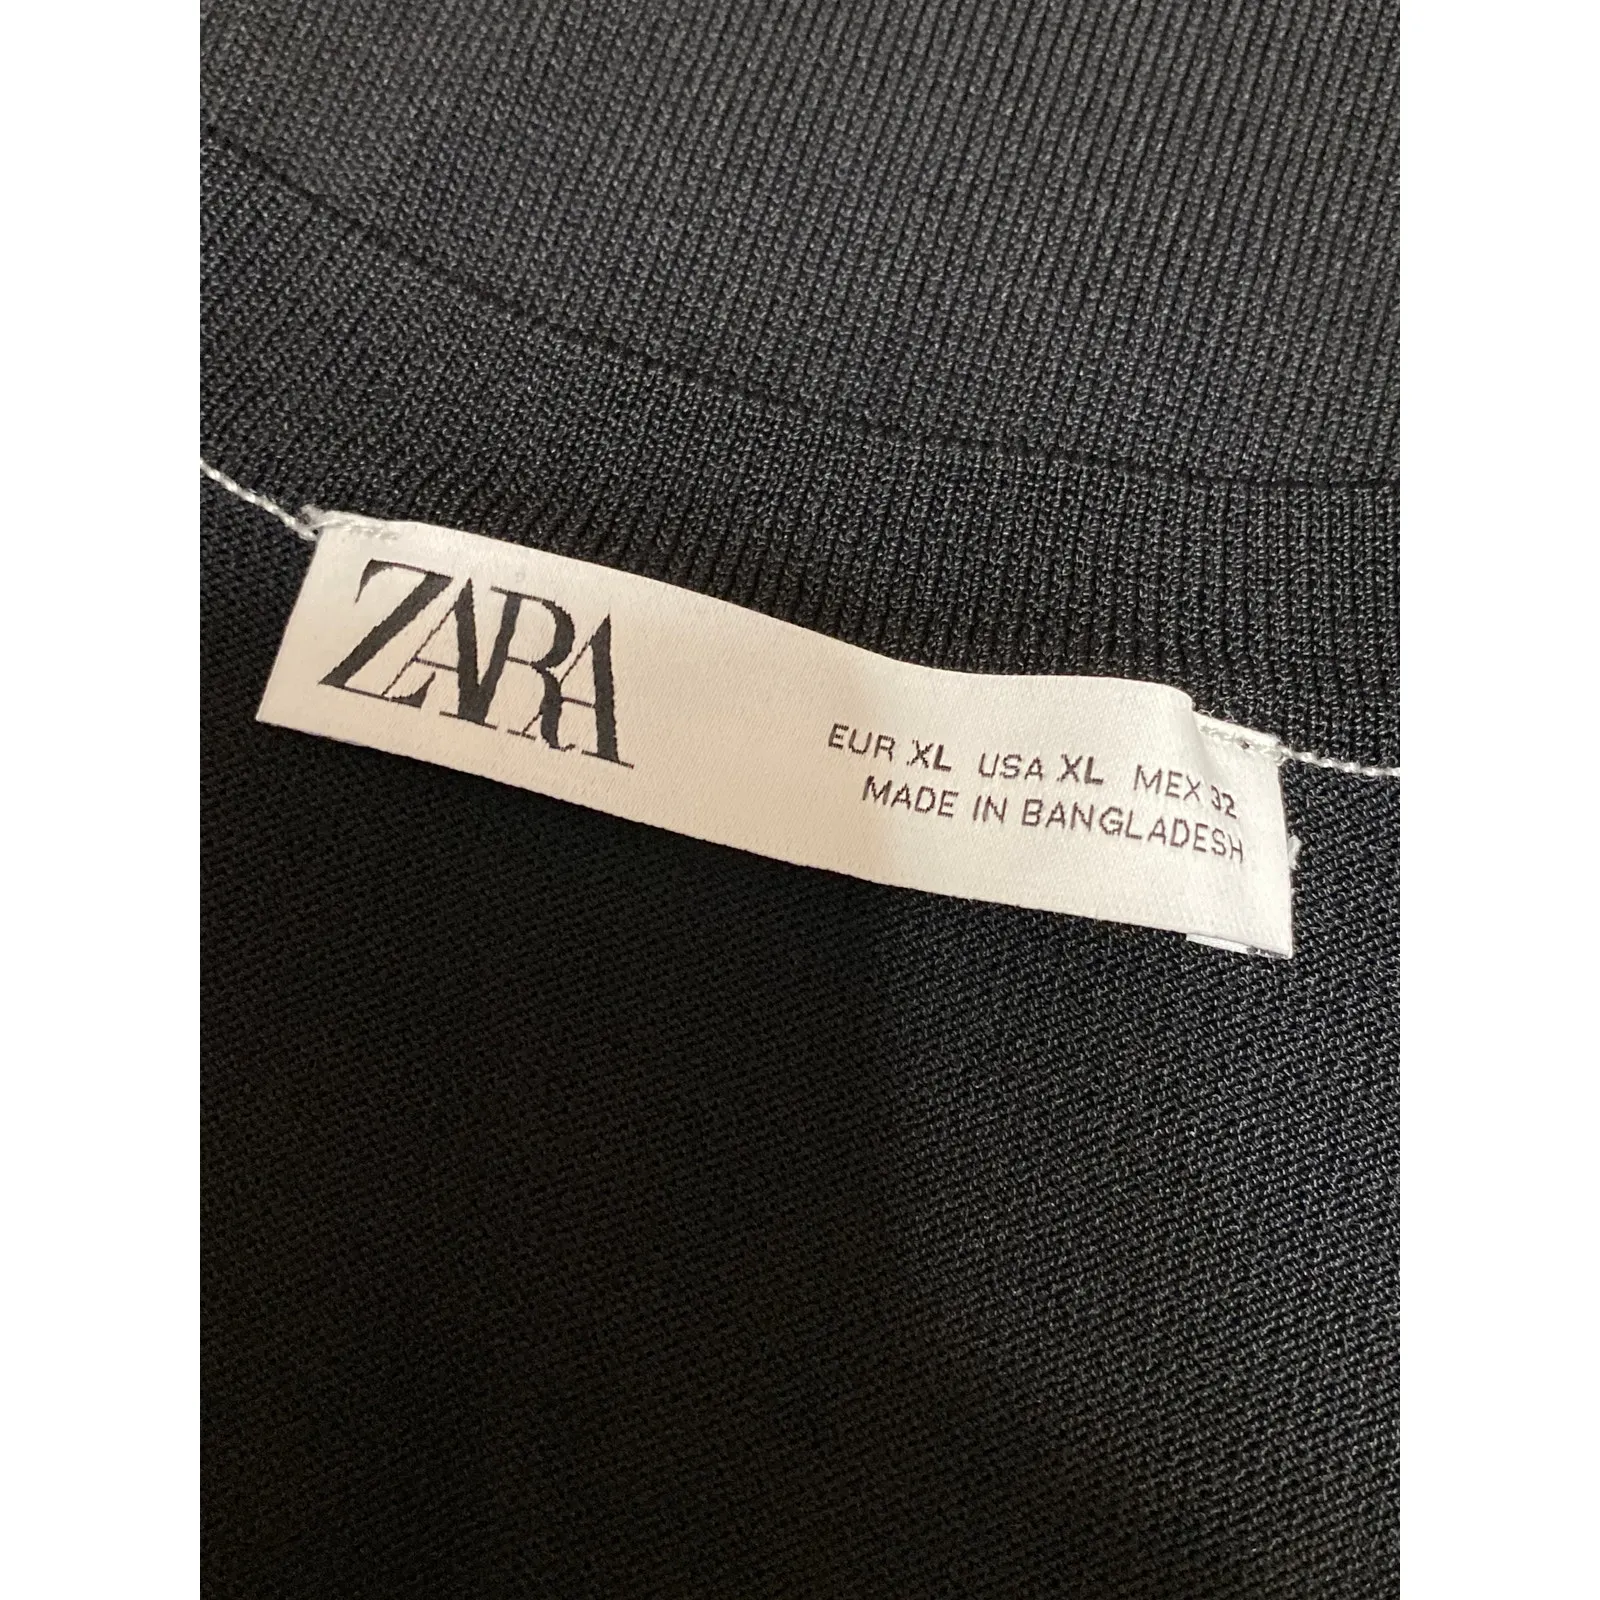 ZARA
EUR XL USA XL MEX 32
MADE IN BANGLADESH